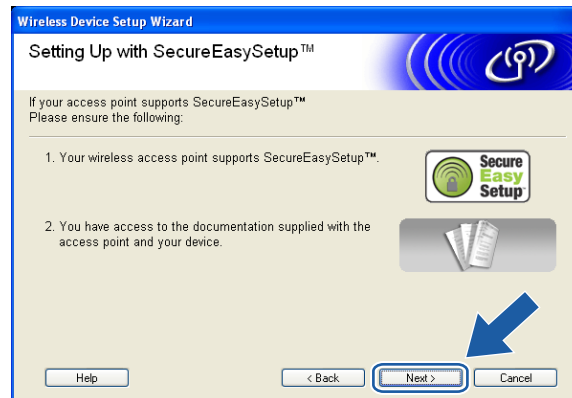 Wireless Device Setup Wizard
Setting Up with SecureEasySetup™
If your access point supports SecureEasySetup™
Please ensure the following:
1. Your wireless access point supports SecureEasySetup™.
Secure
Easy
Setup
2. You have access to the documentation supplied with the
access point and your device.
Help
< Back
Next >
Cancel